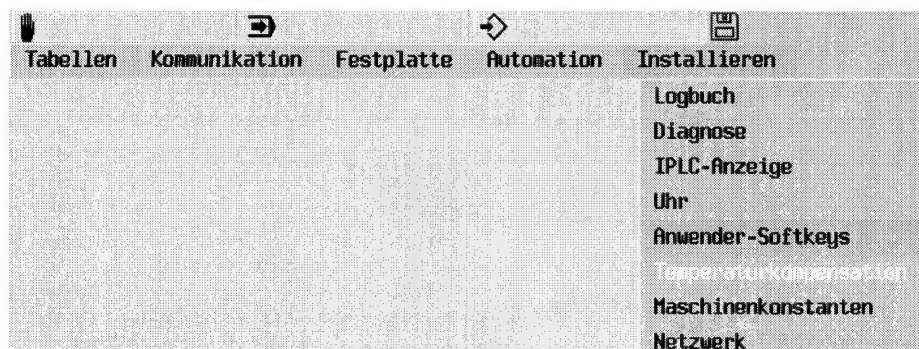 Tabellen Kommunikation Festplatte Automation Installieren
Logbuch
Diagnose
IPLC-Anzeige
Uhr
Anwender-Softkeys
Temperaturkompensation
Maschinenkonstanten
Netzwerk